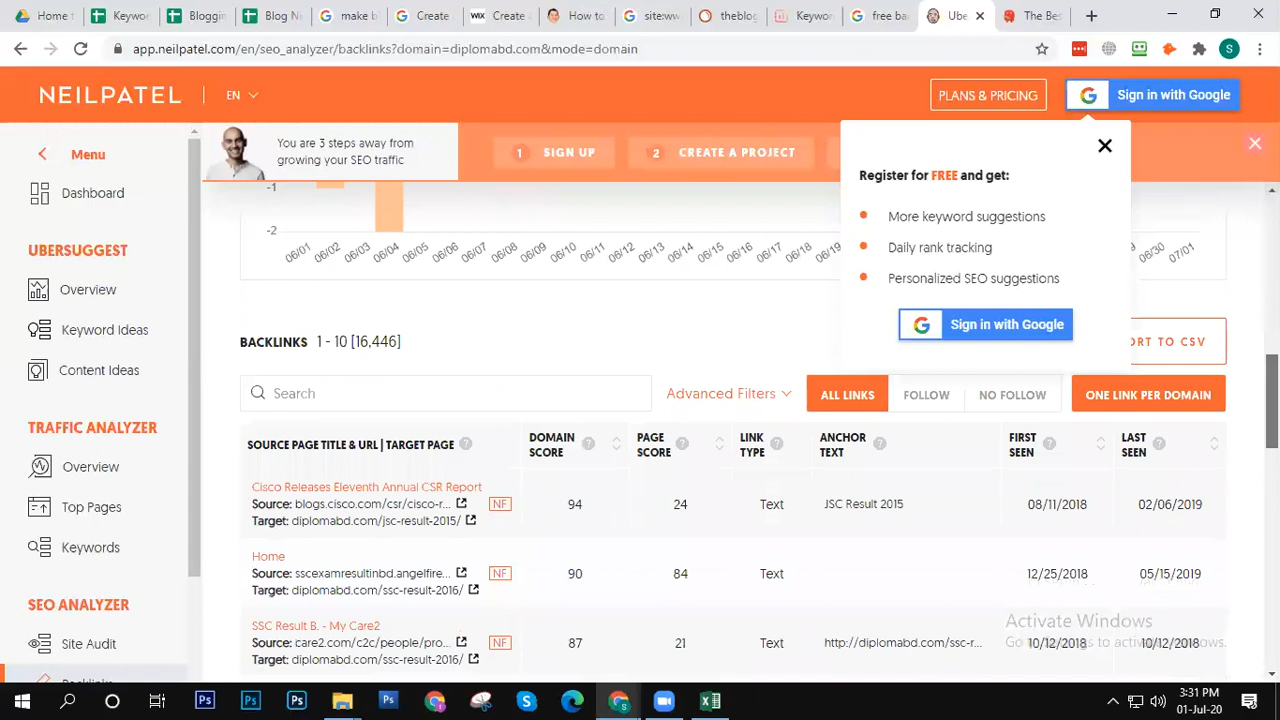 Home f
Keywor
Bloggin
Blog Ne
make b
Create
WiX
Create
How to
site:ww
theblog
Keywor
free ba
Ube
The Bes
app.neilpatel.com/en/seo_analyzer/backlinks?domain=diplomabd.com&mode=domain
S
NEILPATEL
EN
PLANS & PRICING
G Sign in with Google
Menu
You are 3 steps away from
growing your SEO traffic
1 SIGN UP
2 CREATE A PROJECT
Register for FREE and get:
More keyword suggestions
Daily rank tracking
Personalized SEO suggestions
G Sign in with Google
Dashboard
UBERSUGGEST
Overview
Keyword Ideas
Content Ideas
TRAFFIC ANALYZER
Overview
Top Pages
Keywords
SEO ANALYZER
Site Audit
-1
-2
06/01 06/02 06/03 06/04 06/05 06/06 06/07 06/08 06/09 06/10 06/11 06/12 06/13 06/14 06/15 06/16 06/17 06/18 06/19 06/30 07/01
BACKLINKS 1 - 10 [16,446]
ORT TO CSV
Search
Advanced Filters
ALL LINKS
FOLLOW
NO FOLLOW
ONE LINK PER DOMAIN
SOURCE PAGE TITLE & URL | TARGET PAGE ?
DOMAIN SCORE ?
PAGE SCORE ?
LINK TYPE ?
ANCHOR TEXT ?
FIRST SEEN ?
LAST SEEN ?
Cisco Releases Eleventh Annual CSR Report
Source: blogs.cisco.com/csr/cisco-r... NF 94 24 Text JSC Result 2015 08/11/2018 02/06/2019
Target: diplomabd.com/jsc-result-2015/
Home
Source: sscexamresultinbd.angelfire... NF 90 84 Text 12/25/2018 05/15/2019
Target: diplomabd.com/ssc-result-2016/
SSC Result B. - My Care2
Source: care2.com/c2c/people/pro... NF 87 21 Text http://diplomabd.com/ssc-r... 10/12/2018 10/12/2018
Target: diplomabd.com/ssc-result-2016/
Activate Windows
Go to Settings to activate Windows.
3:31 PM
01-Jul-20